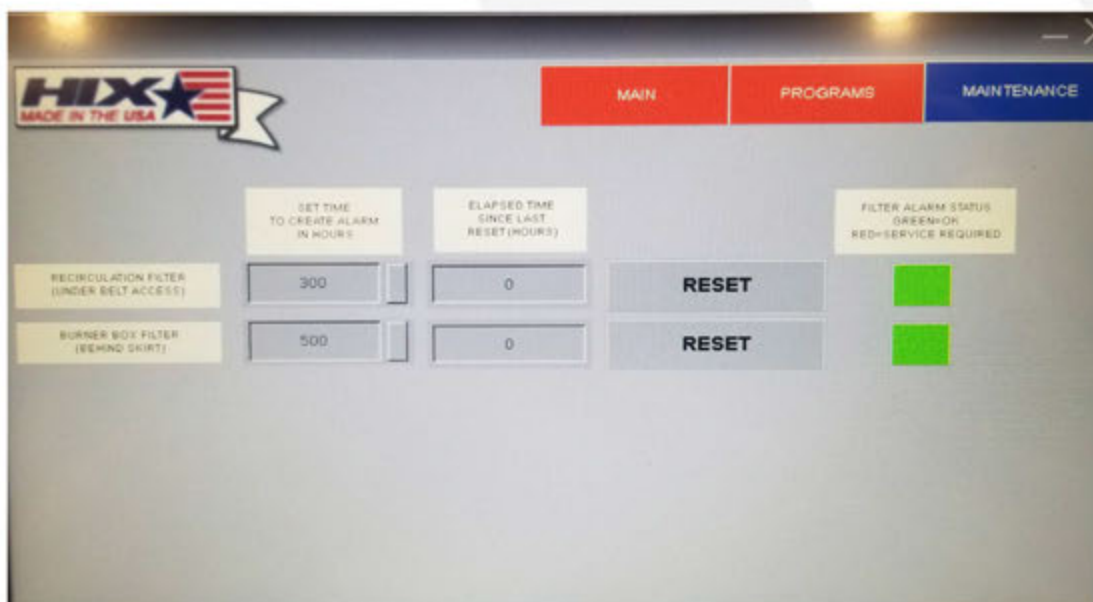 HIX
MADE IN THE USA
MAIN
PROGRAMS
MAINTENANCE
SET TIME
TO CREATE ALARM
IN HOURS
ELAPSED TIME
SINCE LAST
RESET (HOURS)
FILTER ALARM STATUS
GREEN=OK
RED=SERVICE REQUIRED
RECIRCULATION FILTER
(UNDER BELT ACCESS)
300
0
RESET
BURNER BOX FILTER
(BEHIND SKIRT)
500
0
RESET